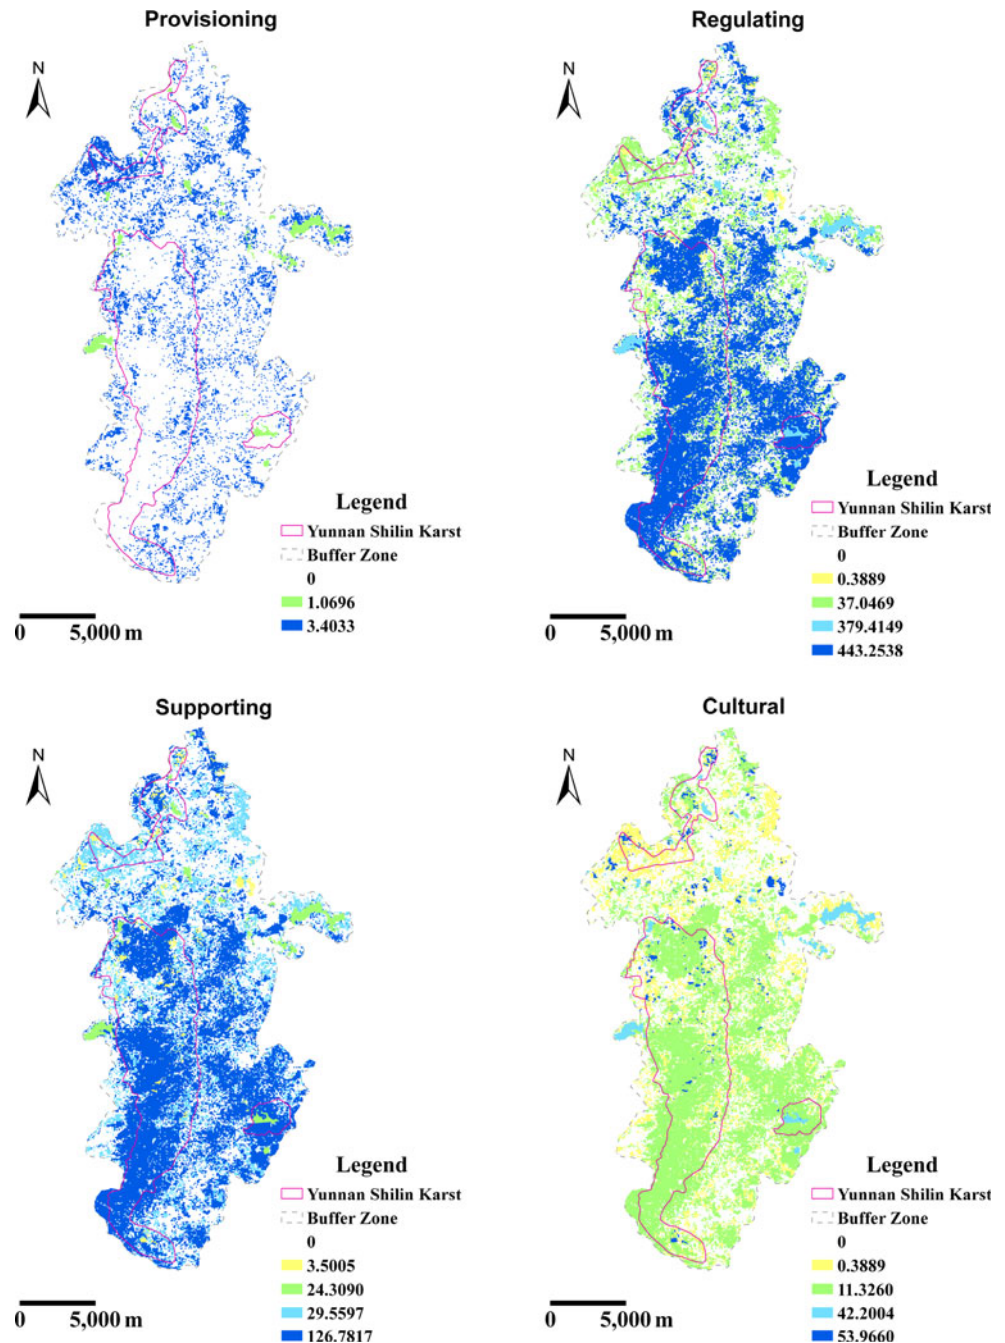 Provisioning
N
Legend
Yunnan Shilin Karst
Buffer Zone
0
1.0696
3.4033
0 5,000 m
Regulating
N
Legend
Yunnan Shilin Karst
Buffer Zone
0
0.3889
37.0469
379.4149
443.2538
0 5,000 m
Supporting
N
Legend
Yunnan Shilin Karst
Buffer Zone
0
3.5005
24.3090
29.5597
126.7817
0 5,000 m
Cultural
N
Legend
Yunnan Shilin Karst
Buffer Zone
0
0.3889
11.3260
42.2004
53.9660
0 5,000 m